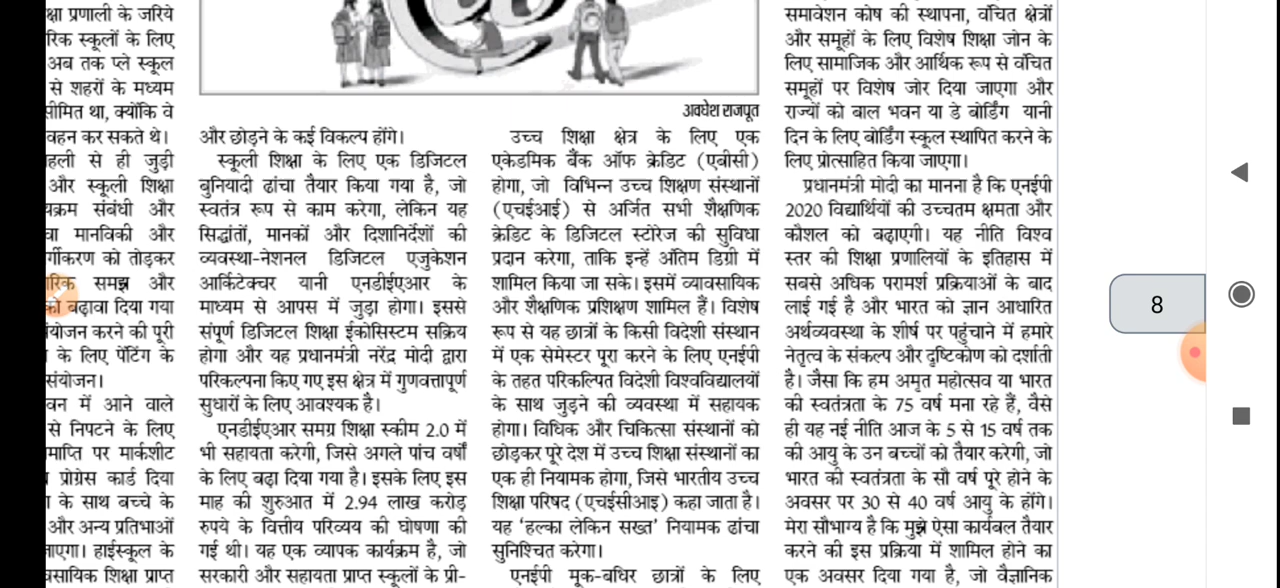 प्रणाली के जरिये
स्कूलों के लिए
अब तक प्ले स्कूल
से शहरों के मध्यम
सीमित था, क्योंकि वे
वहन कर सकते थे।
से ही जुड़ी
और स्कूली शिक्षा
संबंधी और
मानविकी और
को तोड़कर
समझ और
बढ़ावा दिया गया
करने की पूरी
के लिए पेंटिंग के
संयोजन।
में आने वाले
से निपटने के लिए
पर मार्कशीट
प्रोग्रेस कार्ड दिया
के साथ बच्चे के
और अन्य प्रतिभाओं
हाईस्कूल के
शिक्षा प्राप्त
और छोड़ने के कई विकल्प होंगे।
स्कूली शिक्षा के लिए एक डिजिटल
बुनियादी ढांचा तैयार किया गया है, जो
स्वतंत्र रूप से काम करेगा, लेकिन यह
सिद्धांतों, मानकों और दिशानिर्देशों की
व्यवस्था-नेशनल डिजिटल एजुकेशन
आर्किटेक्चर यानी एनडीईएआर के
माध्यम से आपस में जुड़ा होगा। इससे
संपूर्ण डिजिटल शिक्षा ईकोसिस्टम सक्रिय
होगा और यह प्रधानमंत्री नरेंद्र मोदी द्वारा
परिकल्पना किए गए इस क्षेत्र में गुणवत्तापूर्ण
सुधारों के लिए आवश्यक है।
एनडीईएआर समग्र शिक्षा स्कीम 2.0 में
भी सहायता करेगी, जिसे अगले पांच वर्षों
के लिए बढ़ा दिया गया है। इसके लिए इस
माह की शुरुआत में 2.94 लाख करोड़
रुपये के वित्तीय परिव्यय की घोषणा की
गई थी। यह एक व्यापक कार्यक्रम है, जो
सरकारी और सहायता प्राप्त स्कूलों के प्री-
अवधेश राजपूत
उच्च शिक्षा क्षेत्र के लिए एक
एकेडमिक बैंक ऑफ क्रेडिट (एबीसी)
होगा, जो विभिन्न उच्च शिक्षण संस्थानों
(एचईआई) से अर्जित सभी शैक्षणिक
क्रेडिट के डिजिटल स्टोरेज की सुविधा
प्रदान करेगा, ताकि इन्हें अंतिम डिग्री में
शामिल किया जा सके। इसमें व्यावसायिक
और शैक्षणिक प्रशिक्षण शामिल हैं। विशेष
रूप से यह छात्रों के किसी विदेशी संस्थान
में एक सेमेस्टर पूरा करने के लिए एनईपी
के तहत परिकल्पित विदेशी विश्वविद्यालयों
के साथ जुड़ने की व्यवस्था में सहायक
होगा। विधिक और चिकित्सा संस्थानों को
छोड़कर पूरे देश में उच्च शिक्षा संस्थानों का
एक ही नियामक होगा, जिसे भारतीय उच्च
शिक्षा परिषद (एचईसीआइ) कहा जाता है।
यह ‘हल्का लेकिन सख्त’ नियामक ढांचा
सुनिश्चित करेगा।
एनईपी मूक-बधिर छात्रों के लिए
समावेशन कोष की स्थापना, वंचित क्षेत्रों
और समूहों के लिए विशेष शिक्षा जोन के
लिए सामाजिक और आर्थिक रूप से वंचित
समूहों पर विशेष जोर दिया जाएगा और
राज्यों को बाल भवन या डे बोर्डिंग यानी
दिन के लिए बोर्डिंग स्कूल स्थापित करने के
लिए प्रोत्साहित किया जाएगा।
प्रधानमंत्री मोदी का मानना है कि एनईपी
2020 विद्यार्थियों की उच्चतम क्षमता और
कौशल को बढ़ाएगी। यह नीति विश्व
स्तर की शिक्षा प्रणालियों के इतिहास में
सबसे अधिक परामर्श प्रक्रियाओं के बाद
लाई गई है और भारत को ज्ञान आधारित
अर्थव्यवस्था के शीर्ष पर पहुंचाने में हमारे
नेतृत्व के संकल्प और दृष्टिकोण को दर्शाती
है। जैसा कि हम अमृत महोत्सव या भारत
की स्वतंत्रता के 75 वर्ष मना रहे हैं, वैसे
ही यह नई नीति आज के 5 से 15 वर्ष तक
की आयु के उन बच्चों को तैयार करेगी, जो
भारत की स्वतंत्रता के सौ वर्ष पूरे होने के
अवसर पर 30 से 40 वर्ष आयु के होंगे।
मेरा सौभाग्य है कि मुझे ऐसा कार्यबल तैयार
करने की इस प्रक्रिया में शामिल होने का
एक अवसर दिया गया है, जो वैज्ञानिक
8